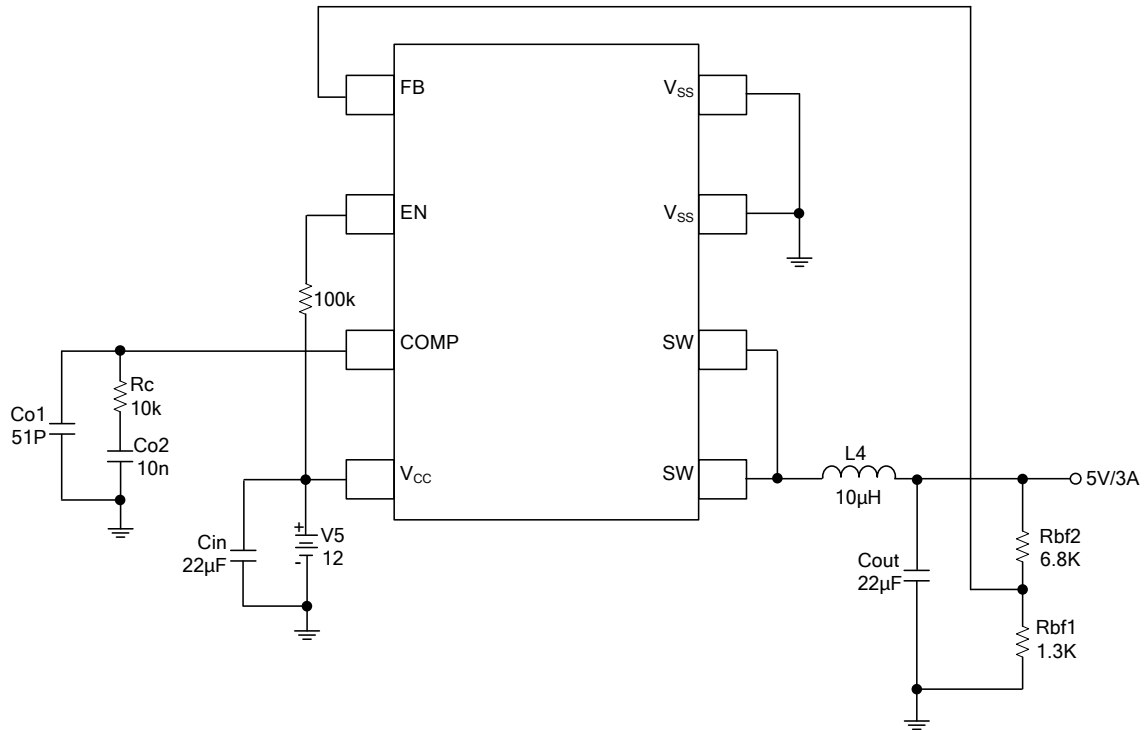 FB
VSS
EN
VSS
100k
COMP
SW
Rc
10k
Co1
51P
Co2
10n
VCC
SW
L4
10µH
5V/3A
Cin
22µF
+
V5
12
-
Cout
22µF
Rbf2
6.8K
Rbf1
1.3K